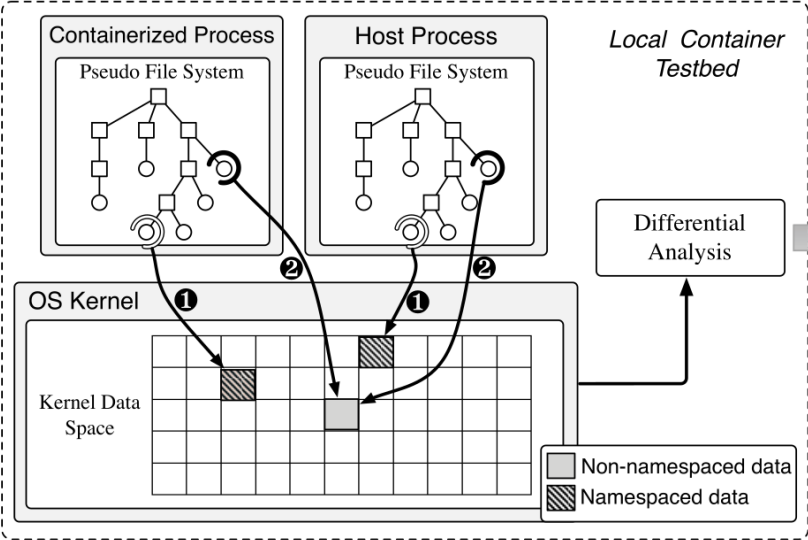 Containerized Process
Host Process
Local Container
Testbed
Pseudo File System
Pseudo File System
Differential
Analysis
❷
❷
❶
❶
OS Kernel
Kernel Data
Space
Non-namespaced data
Namespaced data